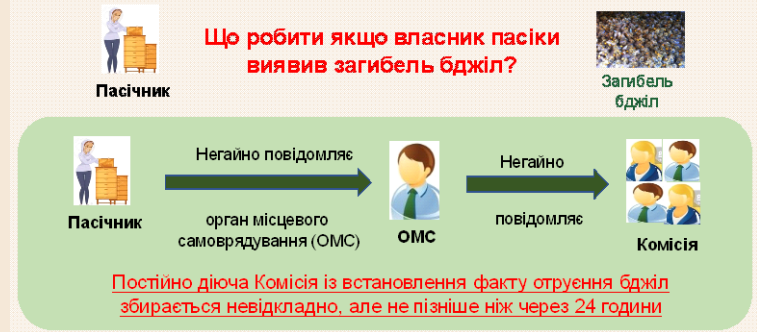 Що робити якщо власник пасіки
виявив загибель бджіл?
Пасічник
Загибель
бджіл
Негайно повідомляє
Негайно
орган місцевого
самоврядування (ОМС)
повідомляє
Пасічник
ОМС
Комісія
Постійно діюча Комісія із встановлення факту отруєння бджіл
збирається невідкладно, але не пізніше ніж через 24 години